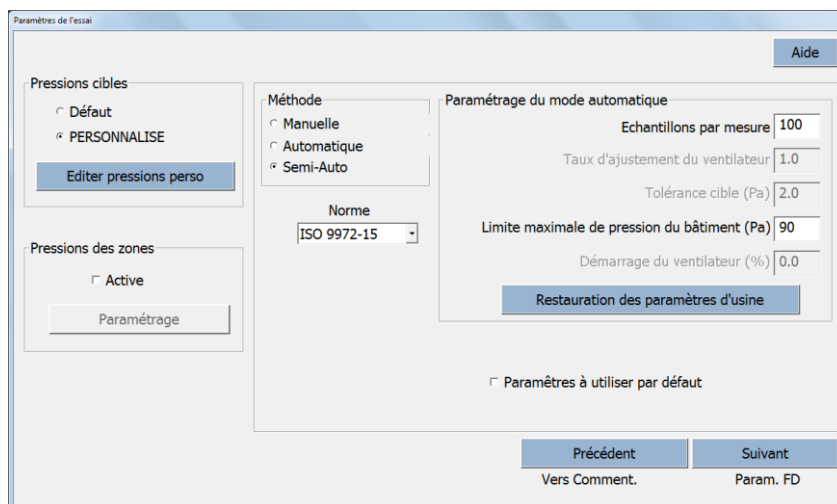 Paramètres de l'essai
Aide
Pressions cibles
Défaut
PERSONNALISE
Editer pressions perso
Pressions des zones
Active
Paramétrage
Méthode
Manuelle
Automatique
Semi-Auto
Norme
ISO 9972-15
Paramétrage du mode automatique
Echantillons par mesure 100
Taux d'ajustement du ventilateur 1.0
Tolérance cible (Pa) 2.0
Limite maximale de pression du bâtiment (Pa) 90
Démarrage du ventilateur (%) 0.0
Restauration des paramètres d'usine
Paramêtres à utiliser par défaut
Précédent
Vers Comment.
Suivant
Param. FD